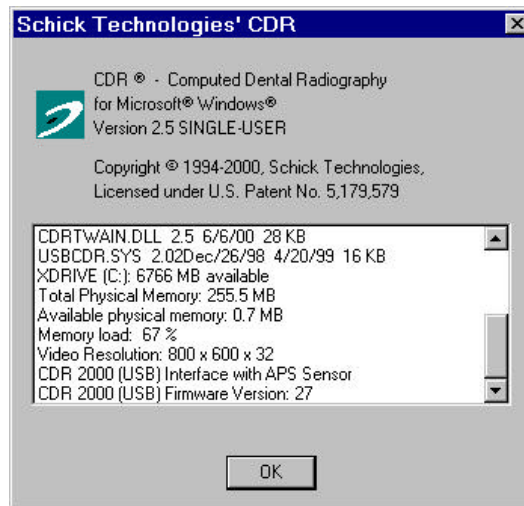 Schick Technologies' CDR
CDR ® - Computed Dental Radiography
for Microsoft® Windows®
Version 2.5 SINGLE-USER
Copyright © 1994-2000, Schick Technologies,
Licensed under U.S. Patent No. 5,179,579
CDRTWAIN.DLL 2.5 6/6/00 28 KB
USBCDR.SYS 2.02Dec/26/98 4/20/99 16 KB
XDRIVE (C:): 6766 MB available
Total Physical Memory: 255.5 MB
Available physical memory: 0.7 MB
Memory load: 67 %
Video Resolution: 800 x 600 x 32
CDR 2000 (USB) Interface with APS Sensor
CDR 2000 (USB) Firmware Version: 27
OK